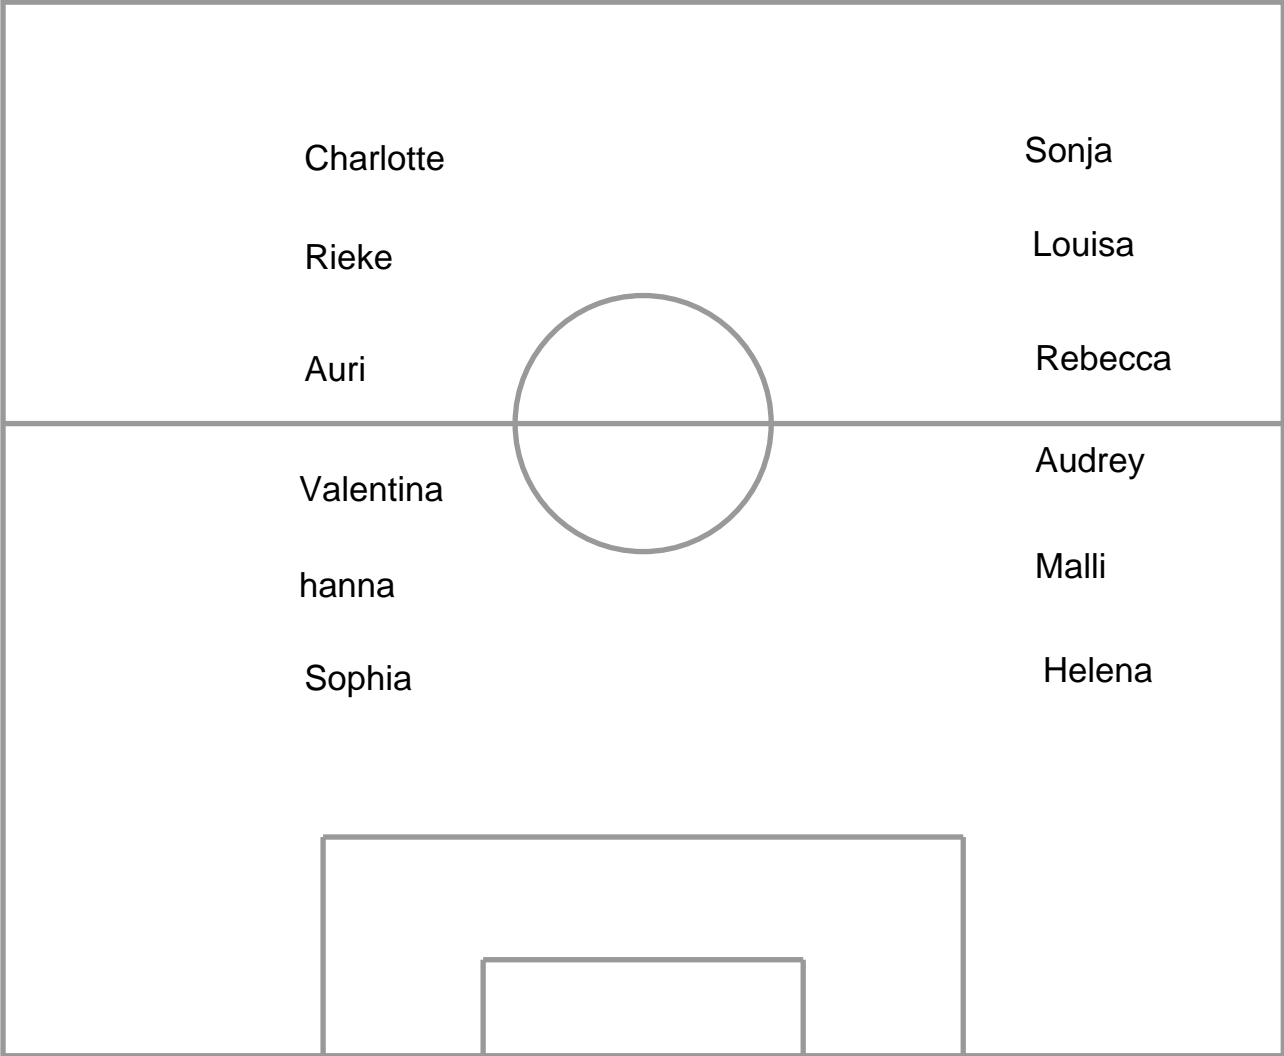 Charlotte
Rieke
Auri
Valentina
hanna
Sophia
Sonja
Louisa
Rebecca
Audrey
Malli
Helena